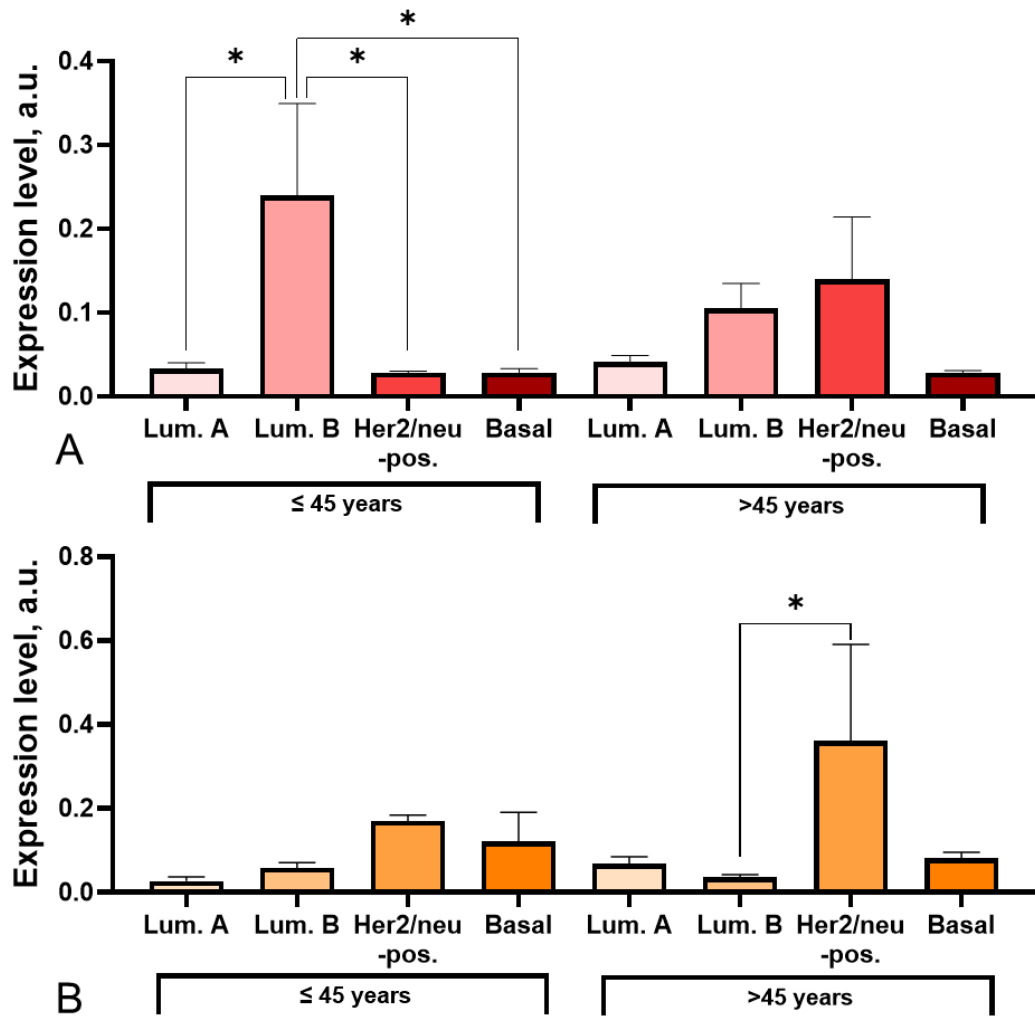 A
Expression level, a.u.
0.4
0.3
0.2
0.1
0.0
* * *
Lum. A Lum. B Her2/neu Basal Lum. A Lum. B Her2/neu Basal
-pos. -pos.
≤ 45 years >45 years
B
Expression level, a.u.
0.8
0.6
0.4
0.2
0.0
*
Lum. A Lum. B Her2/neu Basal Lum. A Lum. B Her2/neu Basal
-pos. -pos.
≤ 45 years >45 years